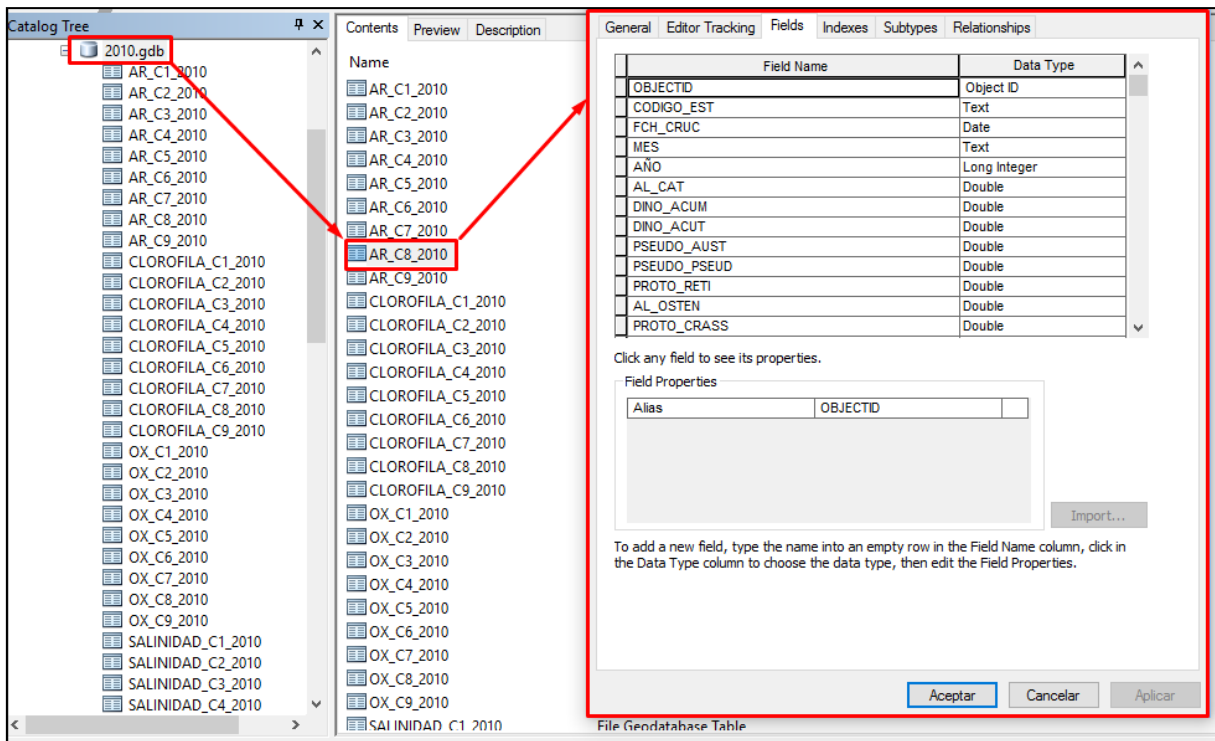 Catalog Tree
2010.gdb
AR_C1_2010
AR_C2_2010
AR_C3_2010
AR_C4_2010
AR_C5_2010
AR_C6_2010
AR_C7_2010
AR_C8_2010
AR_C9_2010
CLOROFILA_C1_2010
CLOROFILA_C2_2010
CLOROFILA_C3_2010
CLOROFILA_C4_2010
CLOROFILA_C5_2010
CLOROFILA_C6_2010
CLOROFILA_C7_2010
CLOROFILA_C8_2010
CLOROFILA_C9_2010
OX_C1_2010
OX_C2_2010
OX_C3_2010
OX_C4_2010
OX_C5_2010
OX_C6_2010
OX_C7_2010
OX_C8_2010
OX_C9_2010
SALINIDAD_C1_2010
SALINIDAD_C2_2010
SALINIDAD_C3_2010
SALINIDAD_C4_2010
Contents Preview Description
Name
AR_C1_2010
AR_C2_2010
AR_C3_2010
AR_C4_2010
AR_C5_2010
AR_C6_2010
AR_C7_2010
AR_C8_2010
AR_C9_2010
CLOROFILA_C1_2010
CLOROFILA_C2_2010
CLOROFILA_C3_2010
CLOROFILA_C4_2010
CLOROFILA_C5_2010
CLOROFILA_C6_2010
CLOROFILA_C7_2010
CLOROFILA_C8_2010
CLOROFILA_C9_2010
OX_C1_2010
OX_C2_2010
OX_C3_2010
OX_C4_2010
OX_C5_2010
OX_C6_2010
OX_C7_2010
OX_C8_2010
OX_C9_2010
SALINIDAD_C1_2010
General Editor Tracking Fields Indexes Subtypes Relationships
Field Name Data Type
OBJECTID Object ID
CODIGO_EST Text
FCH_CRUC Date
MES Text
AÑO Long Integer
AL_CAT Double
DINO_ACUM Double
DINO_ACUT Double
PSEUDO_AUST Double
PSEUDO_PSEUD Double
PROTO_RETI Double
AL_OSTEN Double
PROTO_CRASS Double
Click any field to see its properties.
Field Properties
Alias OBJECTID
Import...
To add a new field, type the name into an empty row in the Field Name column, click in
the Data Type column to choose the data type, then edit the Field Properties.
Aceptar Cancelar Aplicar
File Geodatabase Table